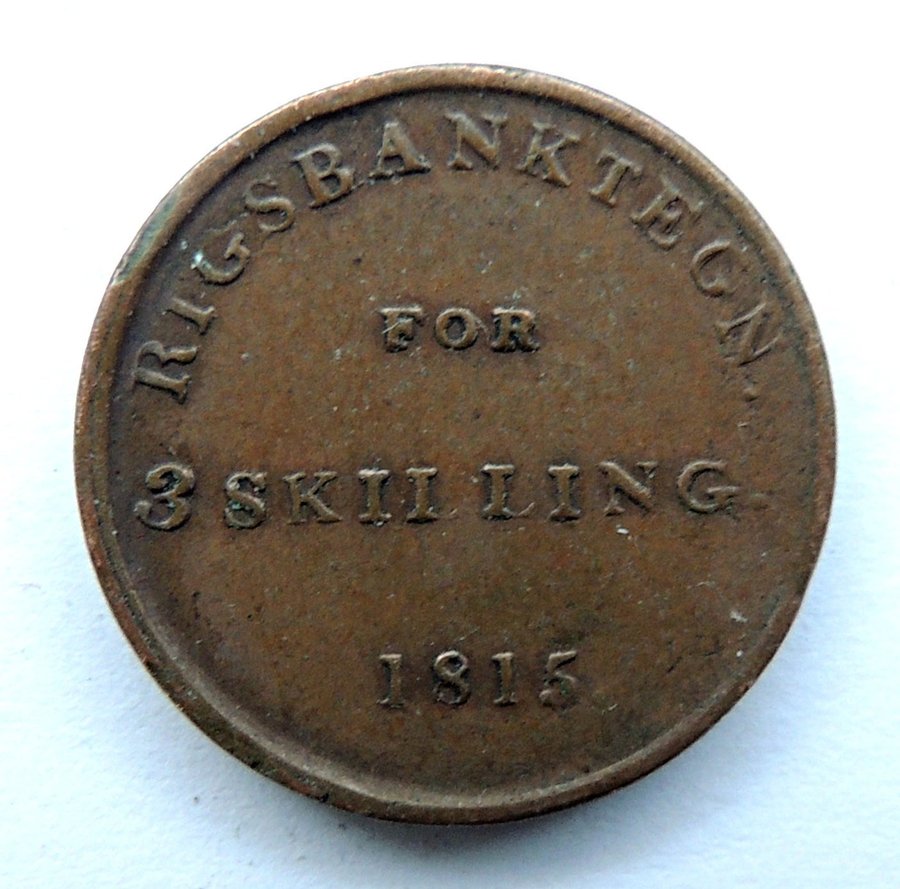 RIGSBANKTEGN.
FOR
3 SKILLING
1815